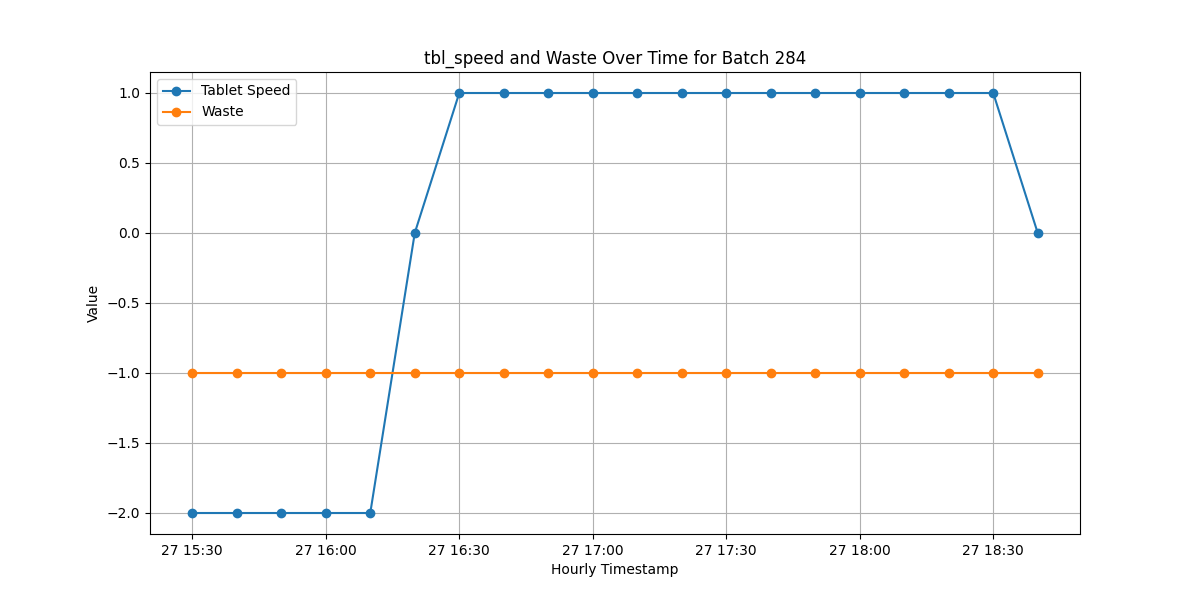 tbl_speed and Waste Over Time for Batch 284
Tablet Speed
Waste
1.0
0.5
0.0
−0.5
−1.0
−1.5
−2.0
Value
27 15:30 27 16:00 27 16:30 27 17:00 27 17:30 27 18:00 27 18:30
Hourly Timestamp